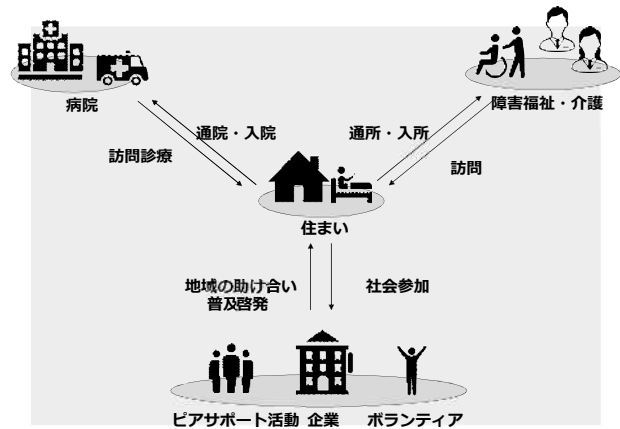 病院
障害福祉・介護
通院・入院
通所・入所
訪問診療
訪問
住まい
地域の助け合い
普及啓発
社会参加
ピアサポート活動
企業
ボランティア